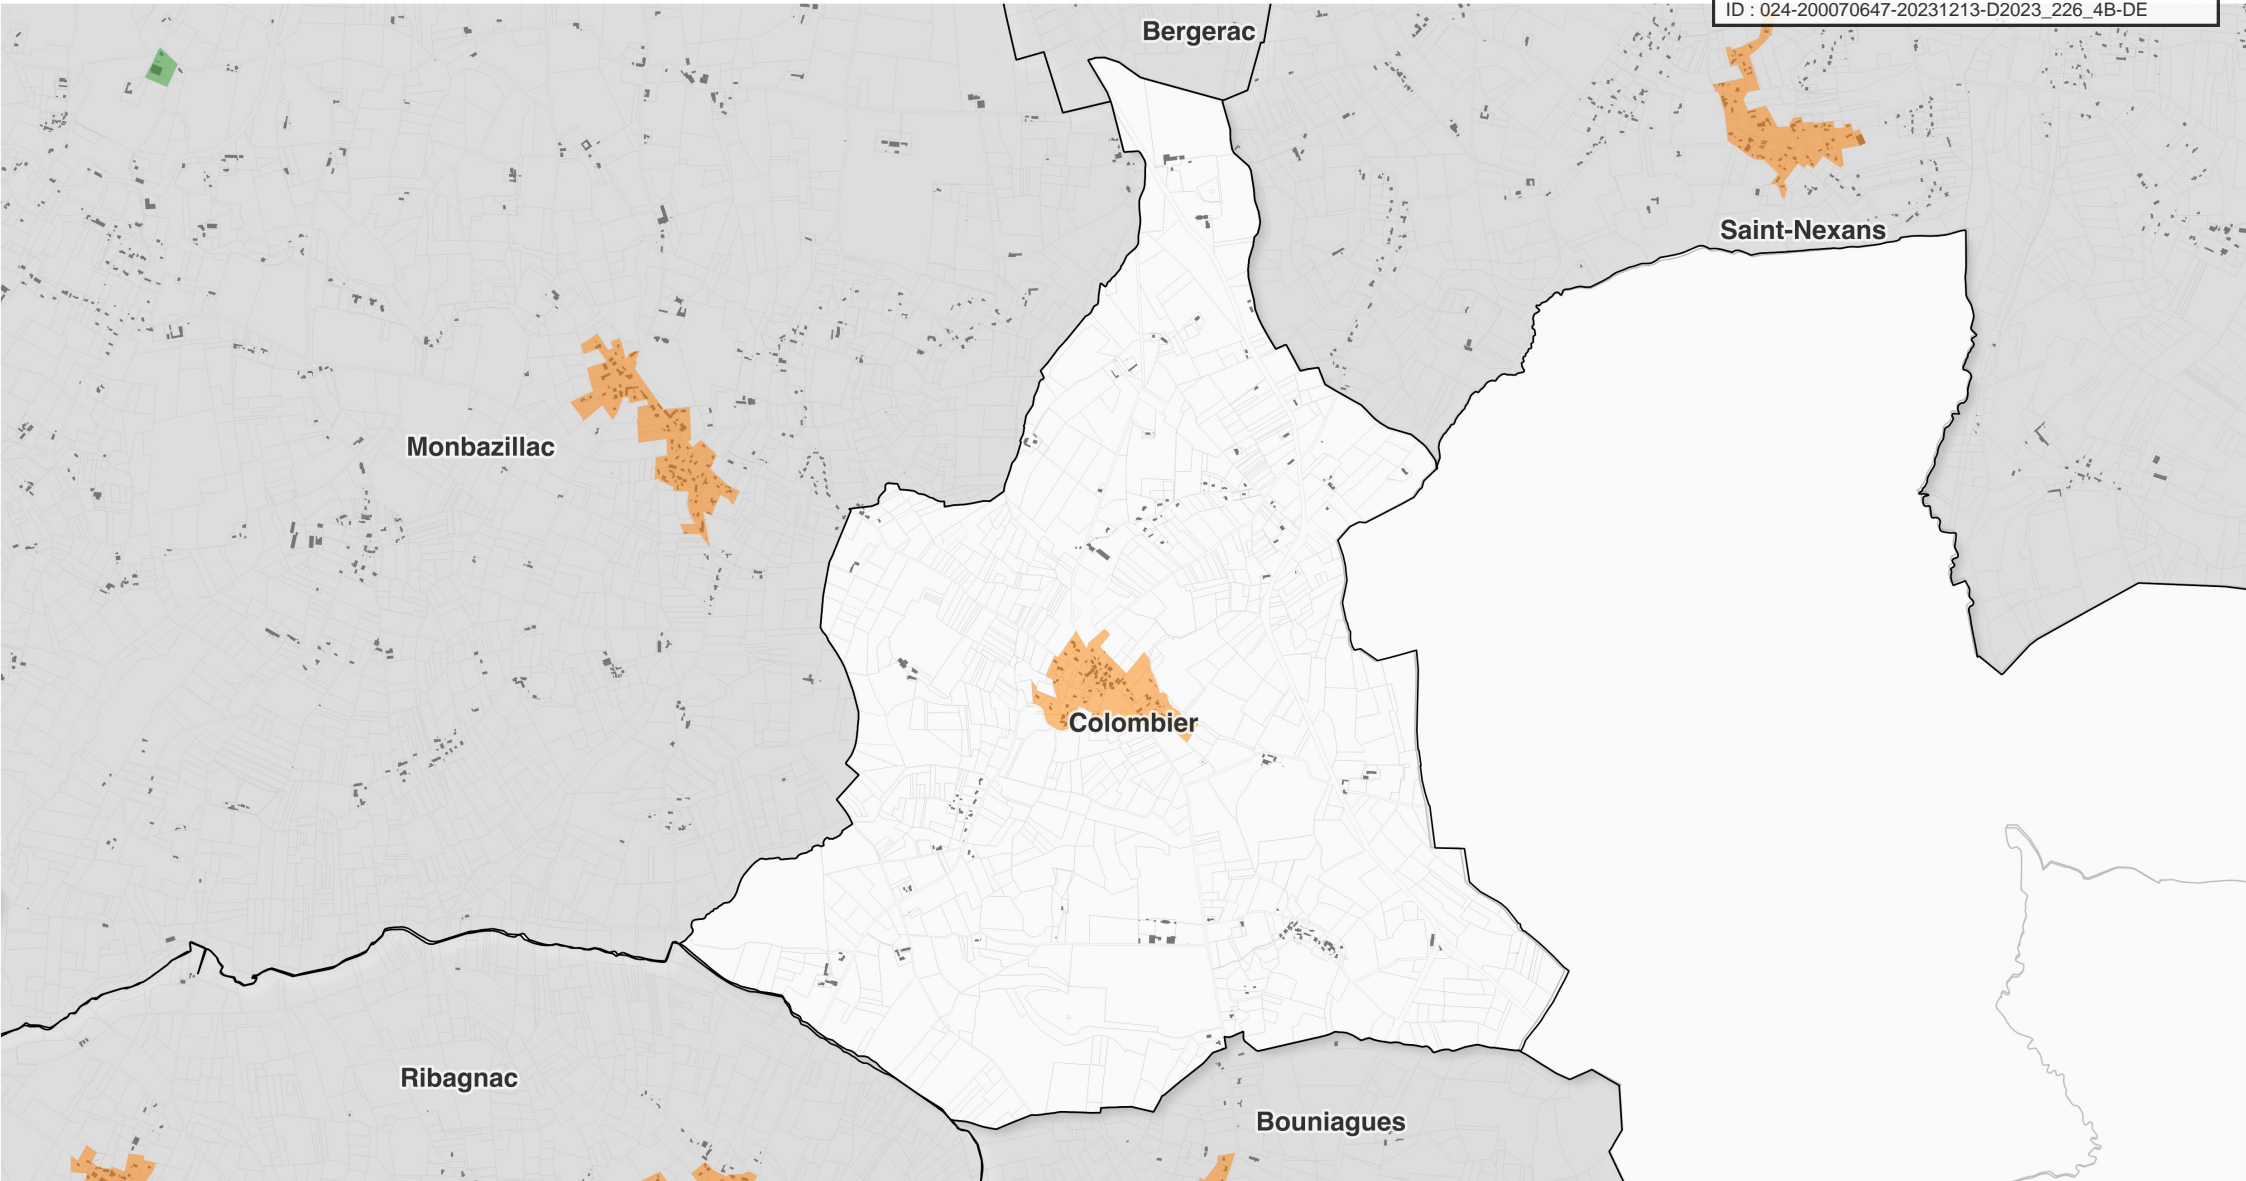 ID : 024-200070647-20231213-D2023_226_4B-DE
Bergerac
Saint-Nexans
Monbazillac
Colombier
Ribagnac
Bouniagues